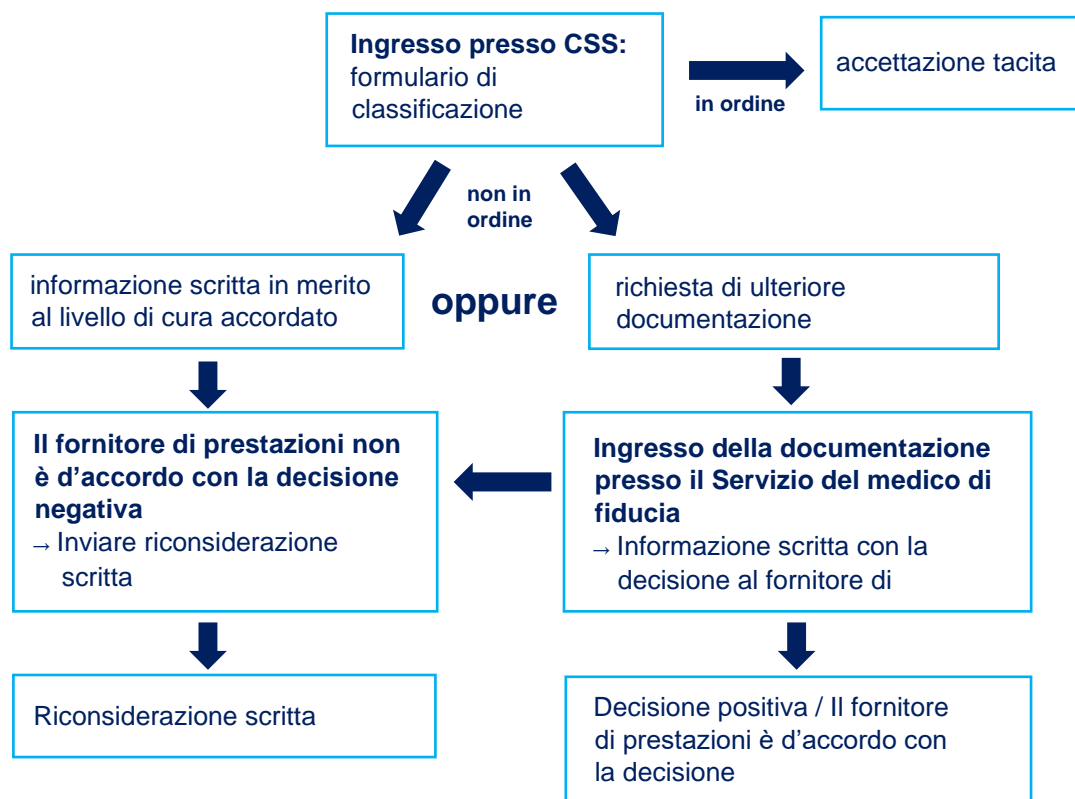 Ingresso presso CSS:
formulario di
classificazione
in ordine
accettazione tacita
non in
ordine
informazione scritta in merito
al livello di cura accordato
oppure
richiesta di ulteriore
documentazione
Il fornitore di prestazioni non
è d'accordo con la decisione
negativa
→ Inviare riconsiderazione
scritta
Ingresso della documentazione
presso il Servizio del medico di
fiducia
→ Informazione scritta con la
decisione al fornitore di
Riconsiderazione scritta
Decisione positiva / Il fornitore
di prestazioni è d'accordo con
la decisione